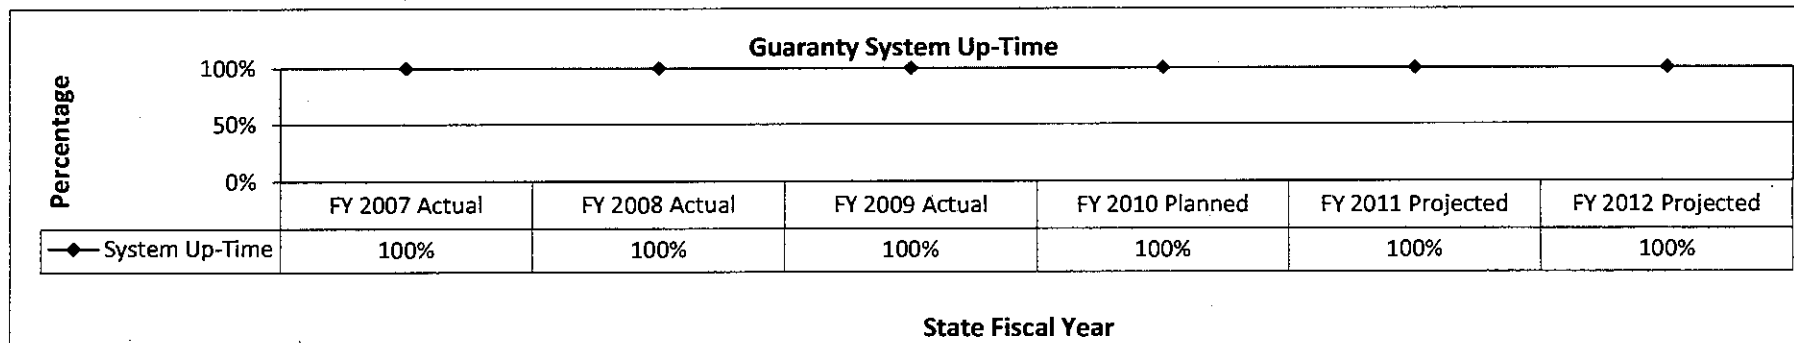 Guaranty System Up-Time
Percentage
100%
50%
0%
FY 2007 Actual FY 2008 Actual FY 2009 Actual FY 2010 Planned FY 2011 Projected FY 2012 Projected
System Up-Time 100% 100% 100% 100% 100% 100%
State Fiscal Year